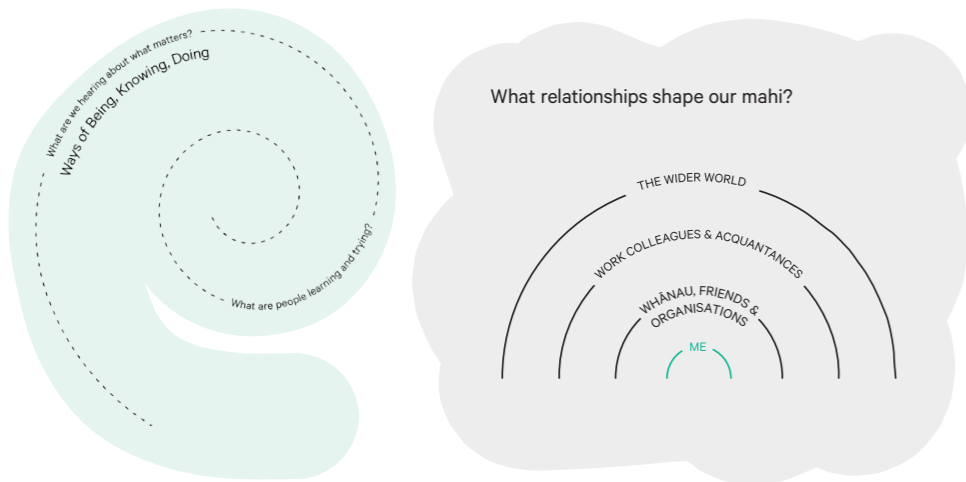 What are we hearing about what matters?
Ways of Being, Knowing, Doing
What are people learning and trying?
What relationships shape our mahi?
THE WIDER WORLD
WORK COLLEAGUES & ACQUANTANCES
WHĀNAU, FRIENDS &
ORGANISATIONS
ME